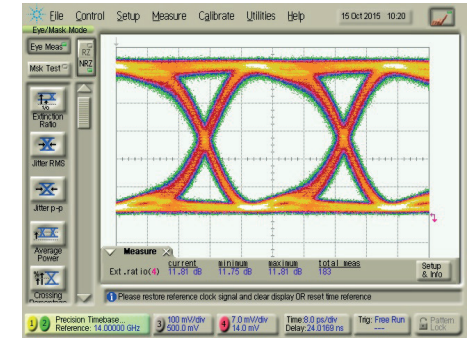 File Control Setup Measure Calibrate Utilities Help 15 Oct 2015 10:20
Eye/Mask Mode
Eye Meas
RZ
NRZ
Msk Test
Extinction
Ratio
Jitter RMS
Jitter p-p
Average
Power
Crossing
Measure
current minimum maximum total meas
Ext.ratio(4) 11.81 dB 11.75 dB 11.81 dB 183
Setup
& Info
Please restore reference clock signal and clear display OR reset time reference
1 2 Precision Timebase...
Reference: 14.00000 GHz
3 100 mV/div
500.0 mV
4 7.0 mV/div
14.0 mV
Time:8.0 ps/div
Delay:24.0169 ns
Trig: Free Run
---
Pattern
Lock